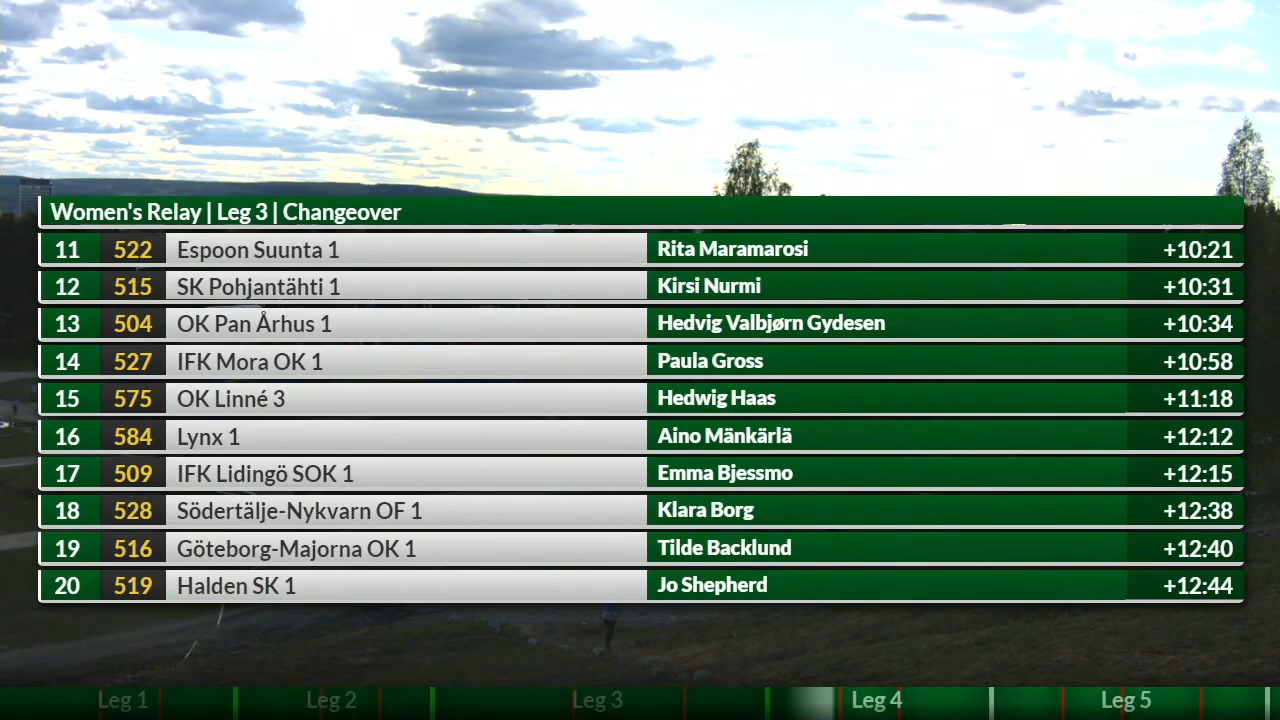 Women's Relay | Leg 3 | Changeover
11 522 Espoon Suunta 1 Rita Maramarosi +10:21
12 515 SK Pohjantähti 1 Kirsi Nurmi +10:31
13 504 OK Pan Århus 1 Hedvig Valbjørn Gydesen +10:34
14 527 IFK Mora OK 1 Paula Gross +10:58
15 575 OK Linné 3 Hedwig Haas +11:18
16 584 Lynx 1 Aino Mänkärlä +12:12
17 509 IFK Lidingö SOK 1 Emma Bjessmo +12:15
18 528 Södertälje-Nykvarn OF 1 Klara Borg +12:38
19 516 Göteborg-Majorna OK 1 Tilde Backlund +12:40
20 519 Halden SK 1 Jo Shepherd +12:44
Leg 1 Leg 2 Leg 3 Leg 4 Leg 5